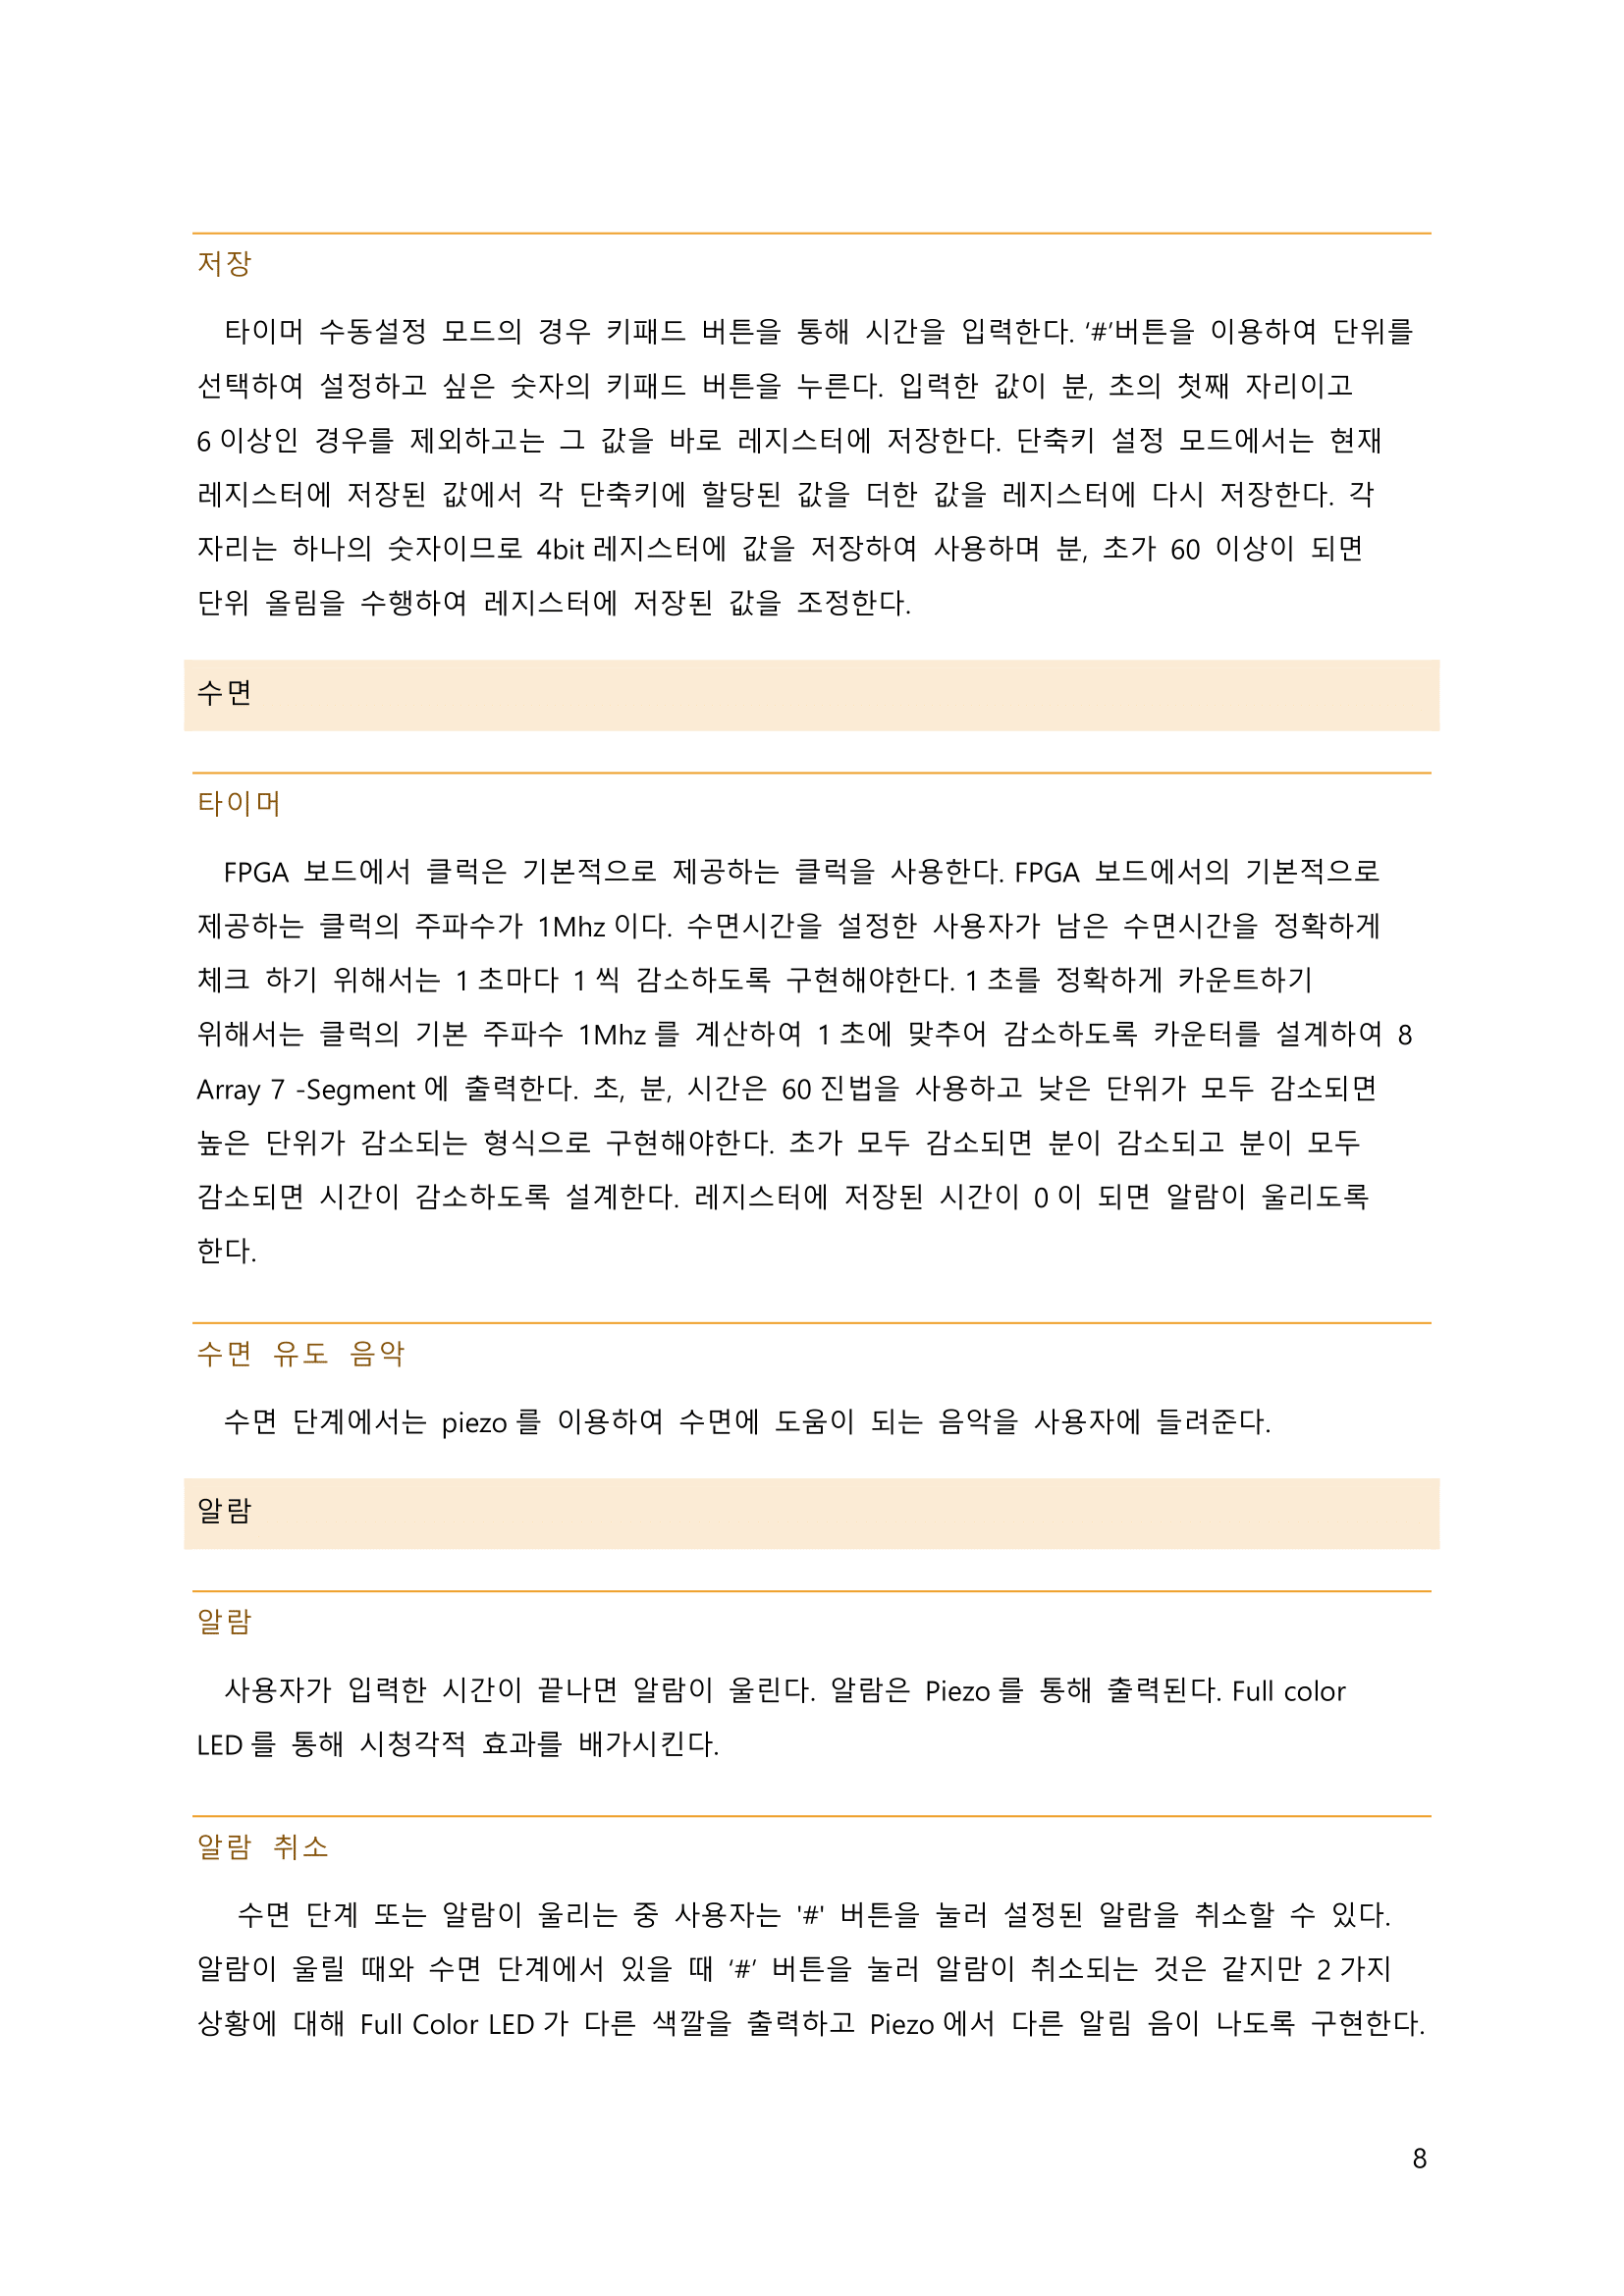 저장
타이머 수동설정 모드의 경우 키패드 버튼을 통해 시간을 입력한다. ‘#’버튼을 이용하여 단위를
선택하여 설정하고 싶은 숫자의 키패드 버튼을 누른다. 입력한 값이 분, 초의 첫째 자리이고
6 이상인 경우를 제외하고는 그 값을 바로 레지스터에 저장한다. 단축키 설정 모드에서는 현재
레지스터에 저장된 값에서 각 단축키에 할당된 값을 더한 값을 레지스터에 다시 저장한다. 각
자리는 하나의 숫자이므로 4bit 레지스터에 값을 저장하여 사용하며 분, 초가 60 이상이 되면
단위 올림을 수행하여 레지스터에 저장된 값을 조정한다.
수면
타이머
FPGA 보드에서 클럭은 기본적으로 제공하는 클럭을 사용한다. FPGA 보드에서의 기본적으로
제공하는 클럭의 주파수가 1Mhz 이다. 수면시간을 설정한 사용자가 남은 수면시간을 정확하게
체크 하기 위해서는 1 초마다 1 씩 감소하도록 구현해야한다. 1 초를 정확하게 카운트하기
위해서는 클럭의 기본 주파수 1Mhz 를 계산하여 1 초에 맞추어 감소하도록 카운터를 설계하여 8
Array 7 -Segment 에 출력한다. 초, 분, 시간은 60 진법을 사용하고 낮은 단위가 모두 감소되면
높은 단위가 감소되는 형식으로 구현해야한다. 초가 모두 감소되면 분이 감소되고 분이 모두
감소되면 시간이 감소하도록 설계한다. 레지스터에 저장된 시간이 0 이 되면 알람이 울리도록
한다.
수면 유도 음악
수면 단계에서는 piezo 를 이용하여 수면에 도움이 되는 음악을 사용자에 들려준다.
알람
알람
사용자가 입력한 시간이 끝나면 알람이 울린다. 알람은 Piezo 를 통해 출력된다. Full color
LED 를 통해 시청각적 효과를 배가시킨다.
알람 취소
수면 단계 또는 알람이 울리는 중 사용자는 '#' 버튼을 눌러 설정된 알람을 취소할 수 있다.
알람이 울릴 때와 수면 단계에서 있을 때 ‘#’ 버튼을 눌러 알람이 취소되는 것은 같지만 2 가지
상황에 대해 Full Color LED 가 다른 색깔을 출력하고 Piezo 에서 다른 알림 음이 나도록 구현한다.
8